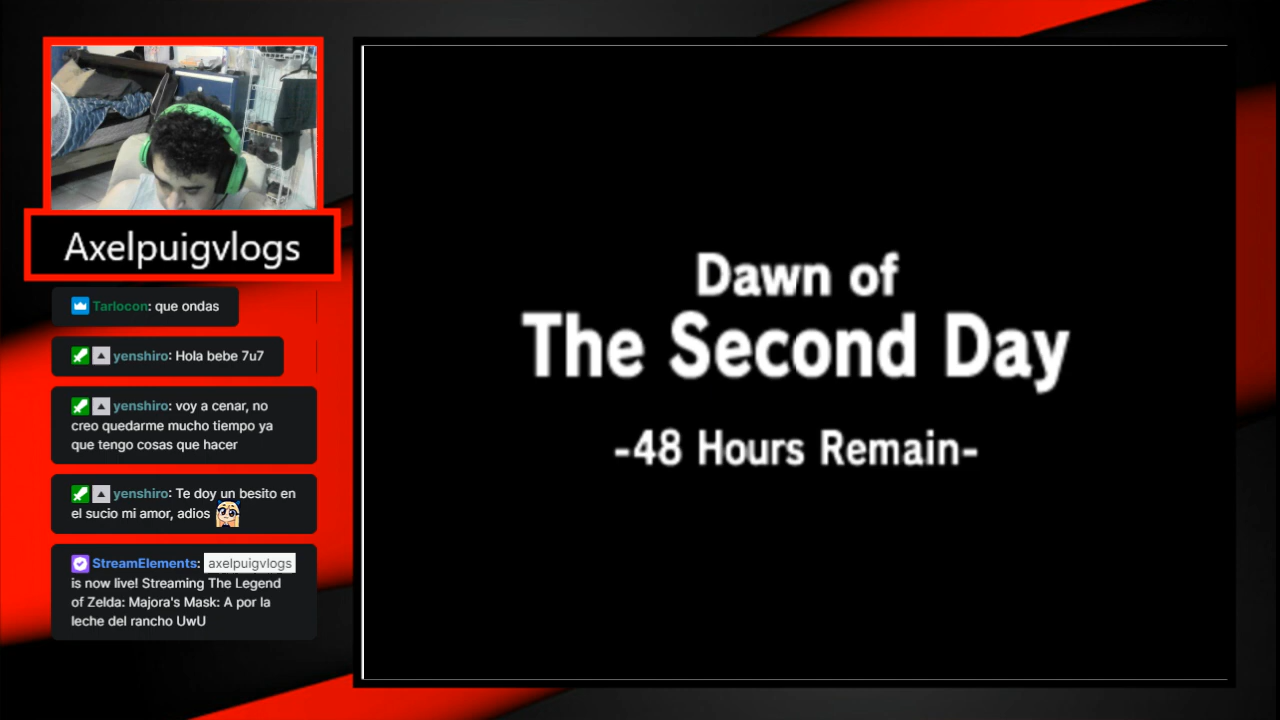 Axelpuigvlogs
Tarlocon: que ondas
yenshiro: Hola bebe 7u7
yenshiro: voy a cenar, no
creo quedarme mucho tiempo ya
que tengo cosas que hacer
yenshiro: Te doy un besito en
el sucio mi amor, adios
StreamElements: axelpuigvlogs
is now live! Streaming The Legend
of Zelda: Majora's Mask: A por la
leche del rancho UwU
Dawn of
The Second Day
-48 Hours Remain-